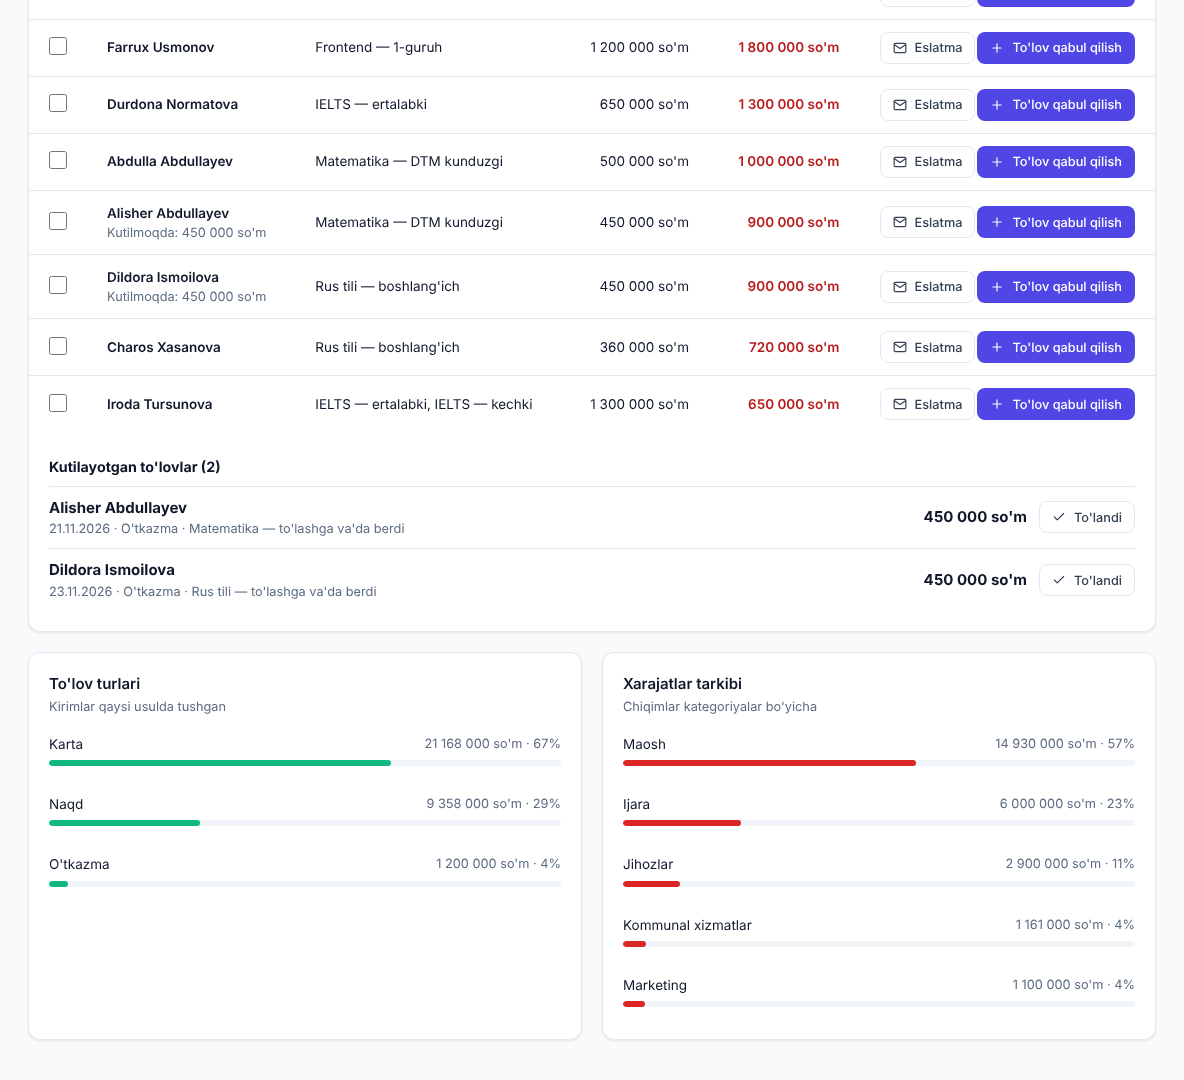 Farrux Usmonov Frontend — 1-guruh 1 200 000 so'm 1 800 000 so'm Eslatma To'lov qabul qilish
Durdona Normatova IELTS — ertalabki 650 000 so'm 1 300 000 so'm Eslatma To'lov qabul qilish
Abdulla Abdullayev Matematika — DTM kunduzgi 500 000 so'm 1 000 000 so'm Eslatma To'lov qabul qilish
Alisher Abdullayev Matematika — DTM kunduzgi 450 000 so'm 900 000 so'm Eslatma To'lov qabul qilish
Kutilmoqda: 450 000 so'm
Dildora Ismoilova Rus tili — boshlang'ich 450 000 so'm 900 000 so'm Eslatma To'lov qabul qilish
Kutilmoqda: 450 000 so'm
Charos Xasanova Rus tili — boshlang'ich 360 000 so'm 720 000 so'm Eslatma To'lov qabul qilish
Iroda Tursunova IELTS — ertalabki, IELTS — kechki 1 300 000 so'm 650 000 so'm Eslatma To'lov qabul qilish
Kutilayotgan to'lovlar (2)
Alisher Abdullayev 450 000 so'm To'landi
21.11.2026 · O'tkazma · Matematika — to'lashga va'da berdi
Dildora Ismoilova 450 000 so'm To'landi
23.11.2026 · O'tkazma · Rus tili — to'lashga va'da berdi
To'lov turlari
Kirimlar qaysi usulda tushgan
Karta 21 168 000 so'm · 67%
Naqd 9 358 000 so'm · 29%
O'tkazma 1 200 000 so'm · 4%
Xarajatlar tarkibi
Chiqimlar kategoriyalar bo'yicha
Maosh 14 930 000 so'm · 57%
Ijara 6 000 000 so'm · 23%
Jihozlar 2 900 000 so'm · 11%
Kommunal xizmatlar 1 161 000 so'm · 4%
Marketing 1 100 000 so'm · 4%